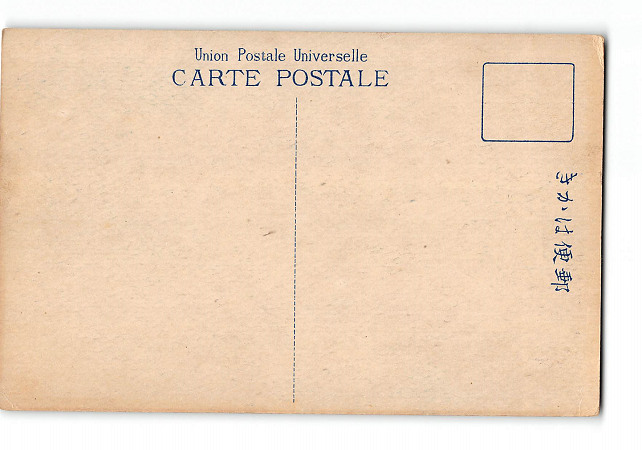 Union Postale Universelle
CARTE POSTALE
きかは便郵